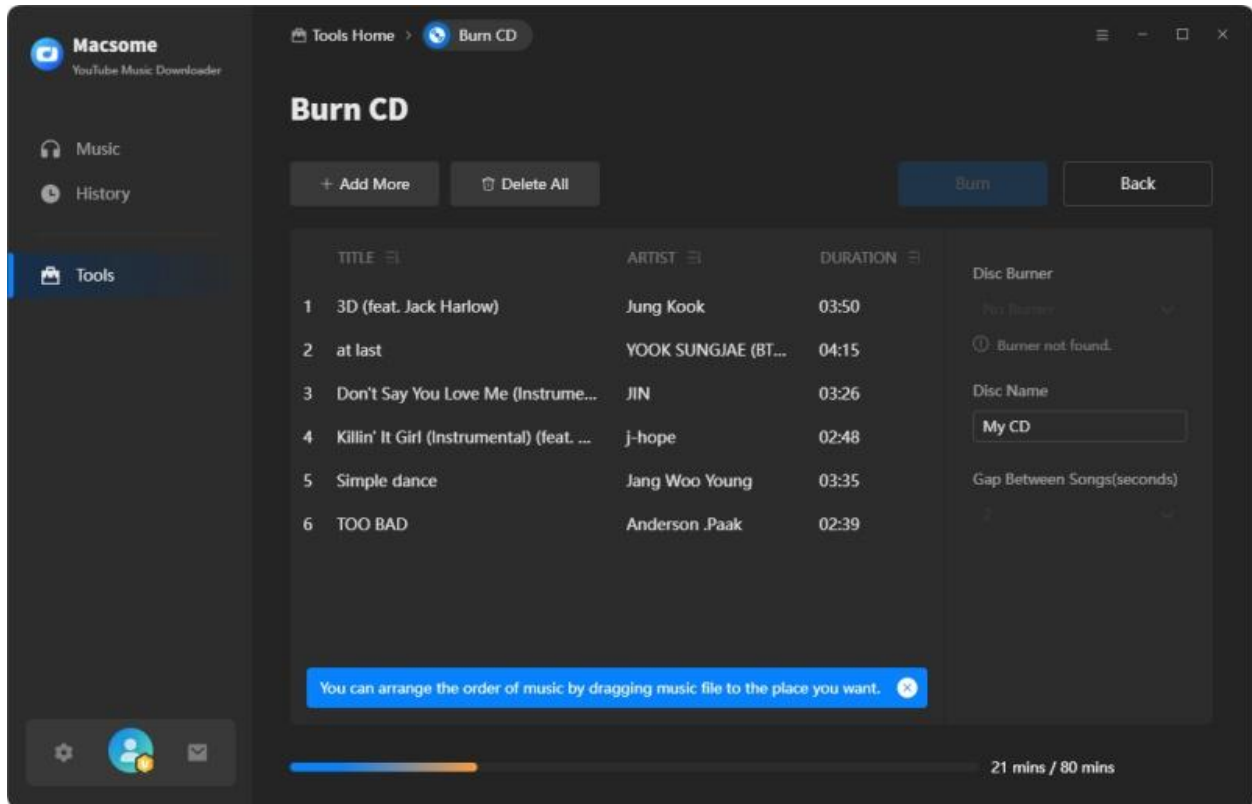 Macsome
YouTube Music Downloader
Tools Home > Burn CD
Burn CD
Music
History
Tools
+ Add More
Delete All
Burn
Back
TITLE ARTIST DURATION
1 3D (feat. Jack Harlow) Jung Kook 03:50
2 at last YOOK SUNGJAE (BT... 04:15
3 Don't Say You Love Me (Instrume... JIN 03:26
4 Killin' It Girl (Instrumental) (feat. ... j-hope 02:48
5 Simple dance Jang Woo Young 03:35
6 TOO BAD Anderson .Paak 02:39
Disc Burner
No Burner
Burner not found.
Disc Name
My CD
Gap Between Songs(seconds)
2
You can arrange the order of music by dragging music file to the place you want.
21 mins / 80 mins